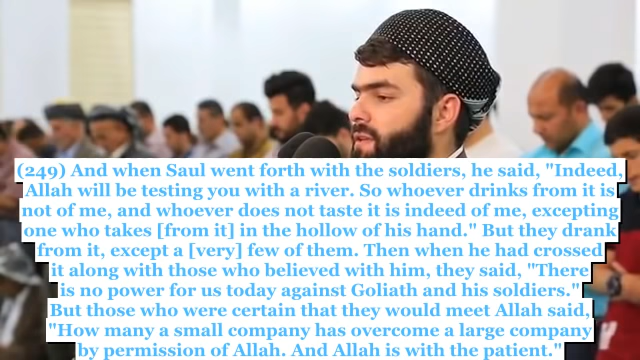 (249) And when Saul went forth with the soldiers, he said, "Indeed,
Allah will be testing you with a river. So whoever drinks from it is
not of me, and whoever does not taste it is indeed of me, excepting
one who takes [from it] in the hollow of his hand." But they drank
from it, except a [very] few of them. Then when he had crossed
it along with those who believed with him, they said, "There
is no power for us today against Goliath and his soldiers."
But those who were certain that they would meet Allah said,
"How many a small company has overcome a large company
by permission of Allah. And Allah is with the patient."